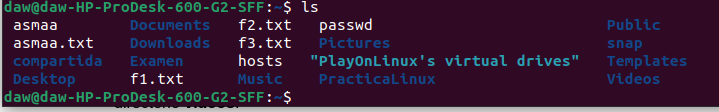 daw@daw-HP-ProDesk-600-G2-SFF:~$ ls
asmaa Documents f2.txt passwd Public
asmaa.txt Downloads f3.txt Pictures snap
compartida Examen hosts "PlayOnLinux's virtual drives" Templates
Desktop f1.txt Music PracticaLinux Videos
daw@daw-HP-ProDesk-600-G2-SFF:~$